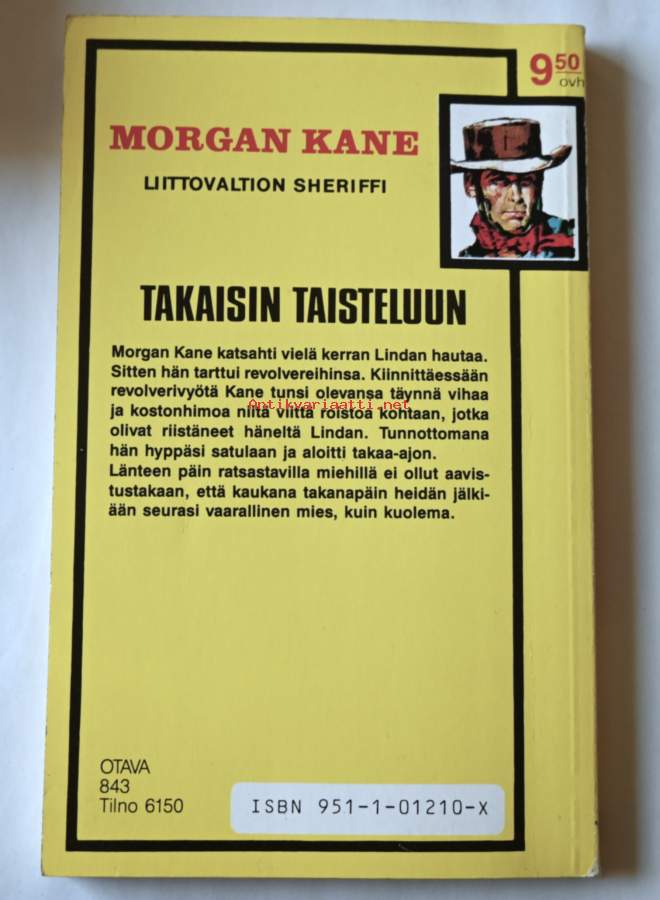 9 50
ovh
MORGAN KANE
LIITTOVALTION SHERIFFI
TAKAISIN TAISTELUUN
Morgan Kane katsahti vielä kerran Lindan hautaa.
Sitten hän tarttui revolvereihinsa. Kiinnittäessään
revolverivyötä Kane tunsi olevansa täynnä vihaa
Antikvariaatti.net
ja kostonhimoa niitä viittä roistoa kohtaan, jotka
olivat riistäneet häneltä Lindan. Tunnottomana
hän hyppäsi satulaan ja aloitti takaa-ajon.
Länteen päin ratsastavilla miehillä ei ollut aavis-
tustakaan, että kaukana takanapäin heidän jälki-
ään seurasi vaarallinen mies, kuin kuolema.
OTAVA
843
Tilno 6150
ISBN 951-1-01210-X